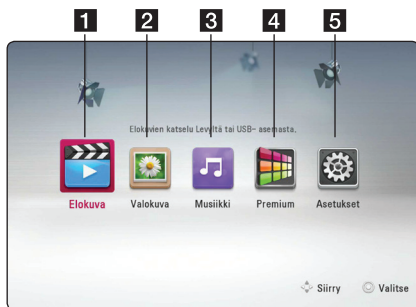 1 2 3 4 5
Elokuvien katselu Levyltä tai USB- asemasta.
Elokuva Valokuva Musiikki Premium Asetukset
Siirry Valitse